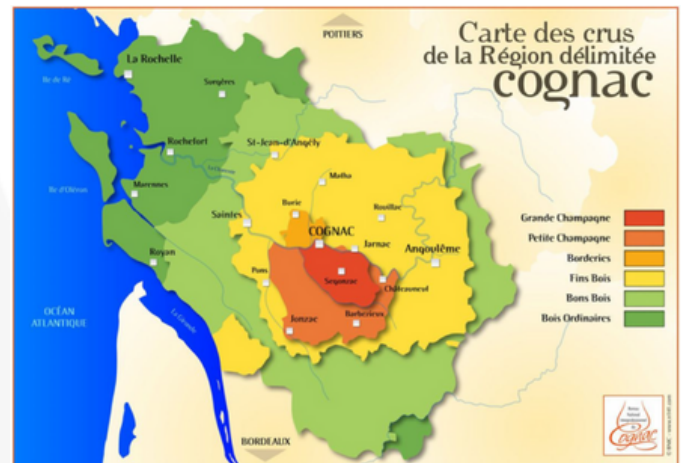 Carte des crus
de la Région délimitée
cognac
POITIERS
La Rochelle
Ile de Ré
Surgères
Rochefort
St-Jean-d'Angély
Ile d'Oléron
Marennes
Matha
Saintes
Burie
Rouillac
COGNAC
Jarnac
Angoulême
Royan
Pons
Segonzac
Châteauneuf
Jonzac
Barbezieux
OCÉAN
ATLANTIQUE
La Gironde
BORDEAUX
Grande Champagne
Petite Champagne
Borderies
Fins Bois
Bons Bois
Bois Ordinaires
Cognac